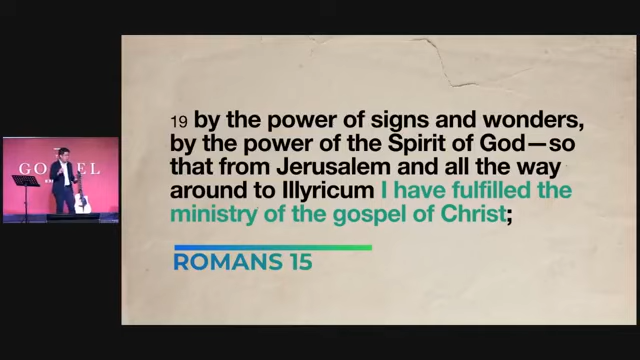 GO EL
19 by the power of signs and wonders,
by the power of the Spirit of God—so
that from Jerusalem and all the way
around to Illyricum I have fulfilled the
ministry of the gospel of Christ;
ROMANS 15